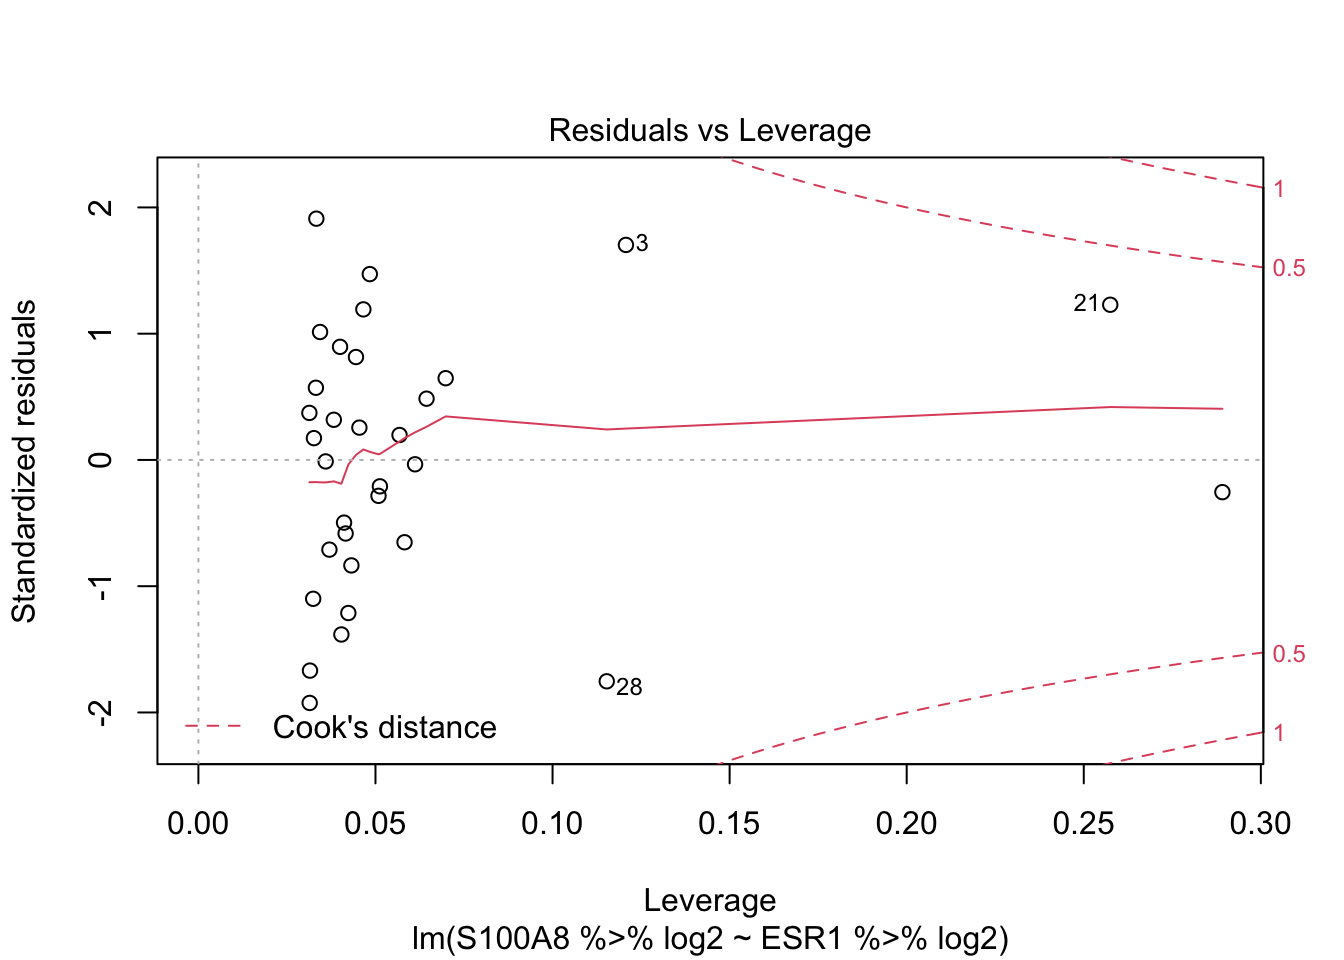 Residuals vs Leverage
Standardized residuals
2
1
0
-1
-2
3
21
28
1
0.5
0.5
1
Cook's distance
0.00 0.05 0.10 0.15 0.20 0.25 0.30
Leverage
lm(S100A8 %>% log2 ~ ESR1 %>% log2)